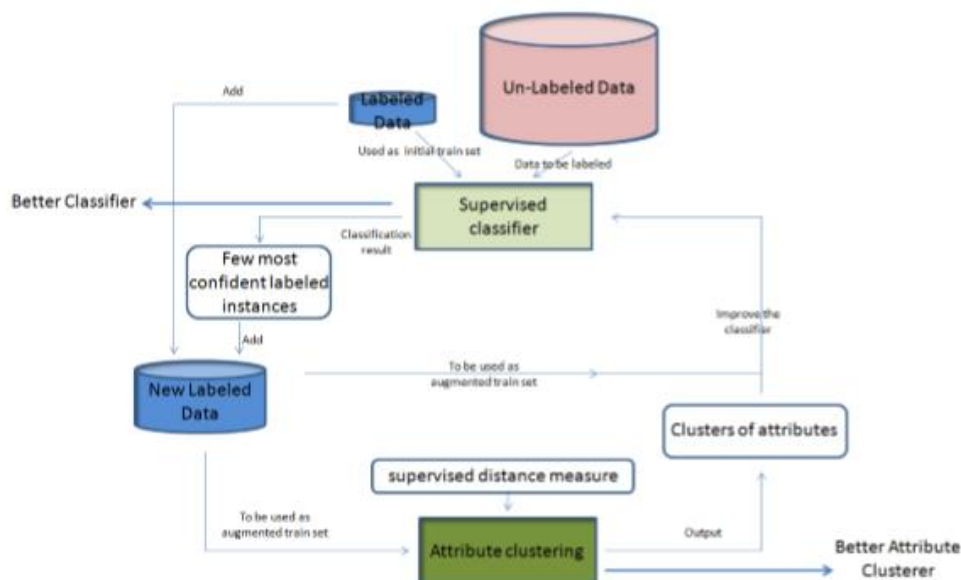 Un-Labeled Data
Add
Labeled
Data
Used as initial train set
Data to be labeled
Better Classifier
Supervised
classifier
Classification
result
Few most
confident labeled
instances
Add
Improve the
classifier
To be used as
augmented train set
New Labeled
Data
Clusters of attributes
supervised distance measure
To be used as
augmented train set
Attribute clustering
Output
Better Attribute
Clusterer